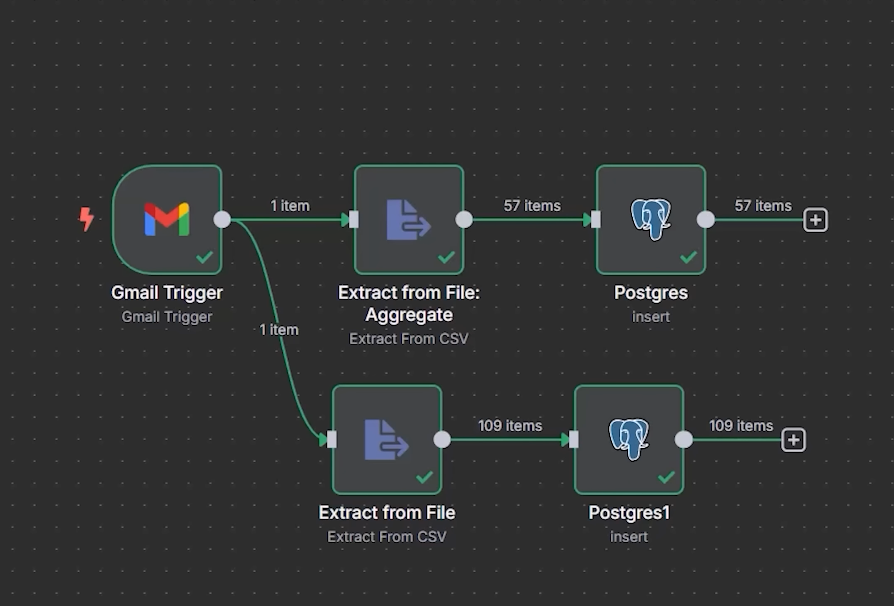 1 item
57 items
57 items
Gmail Trigger
Gmail Trigger
Extract from File:
Aggregate
Extract From CSV
Postgres
insert
1 item
109 items
109 items
Extract from File
Extract From CSV
Postgres1
insert